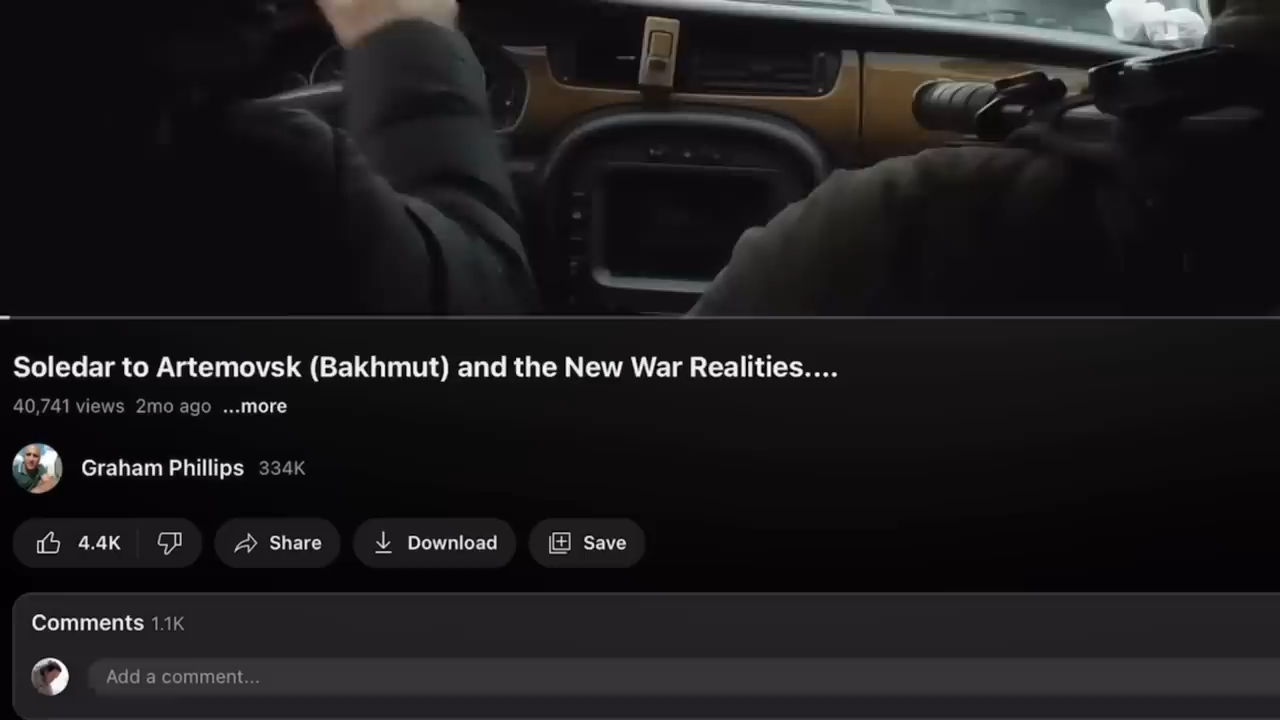 Soledar to Artemovsk (Bakhmut) and the New War Realities....
40,741 views 2mo ago ...more
Graham Phillips 334K
4.4K Share Download Save
Comments 1.1K
Add a comment...